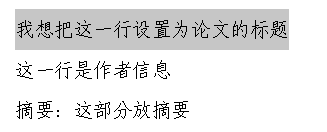 我想把这一行设置为论文的标题
这一行是作者信息
摘要：这部分放摘要